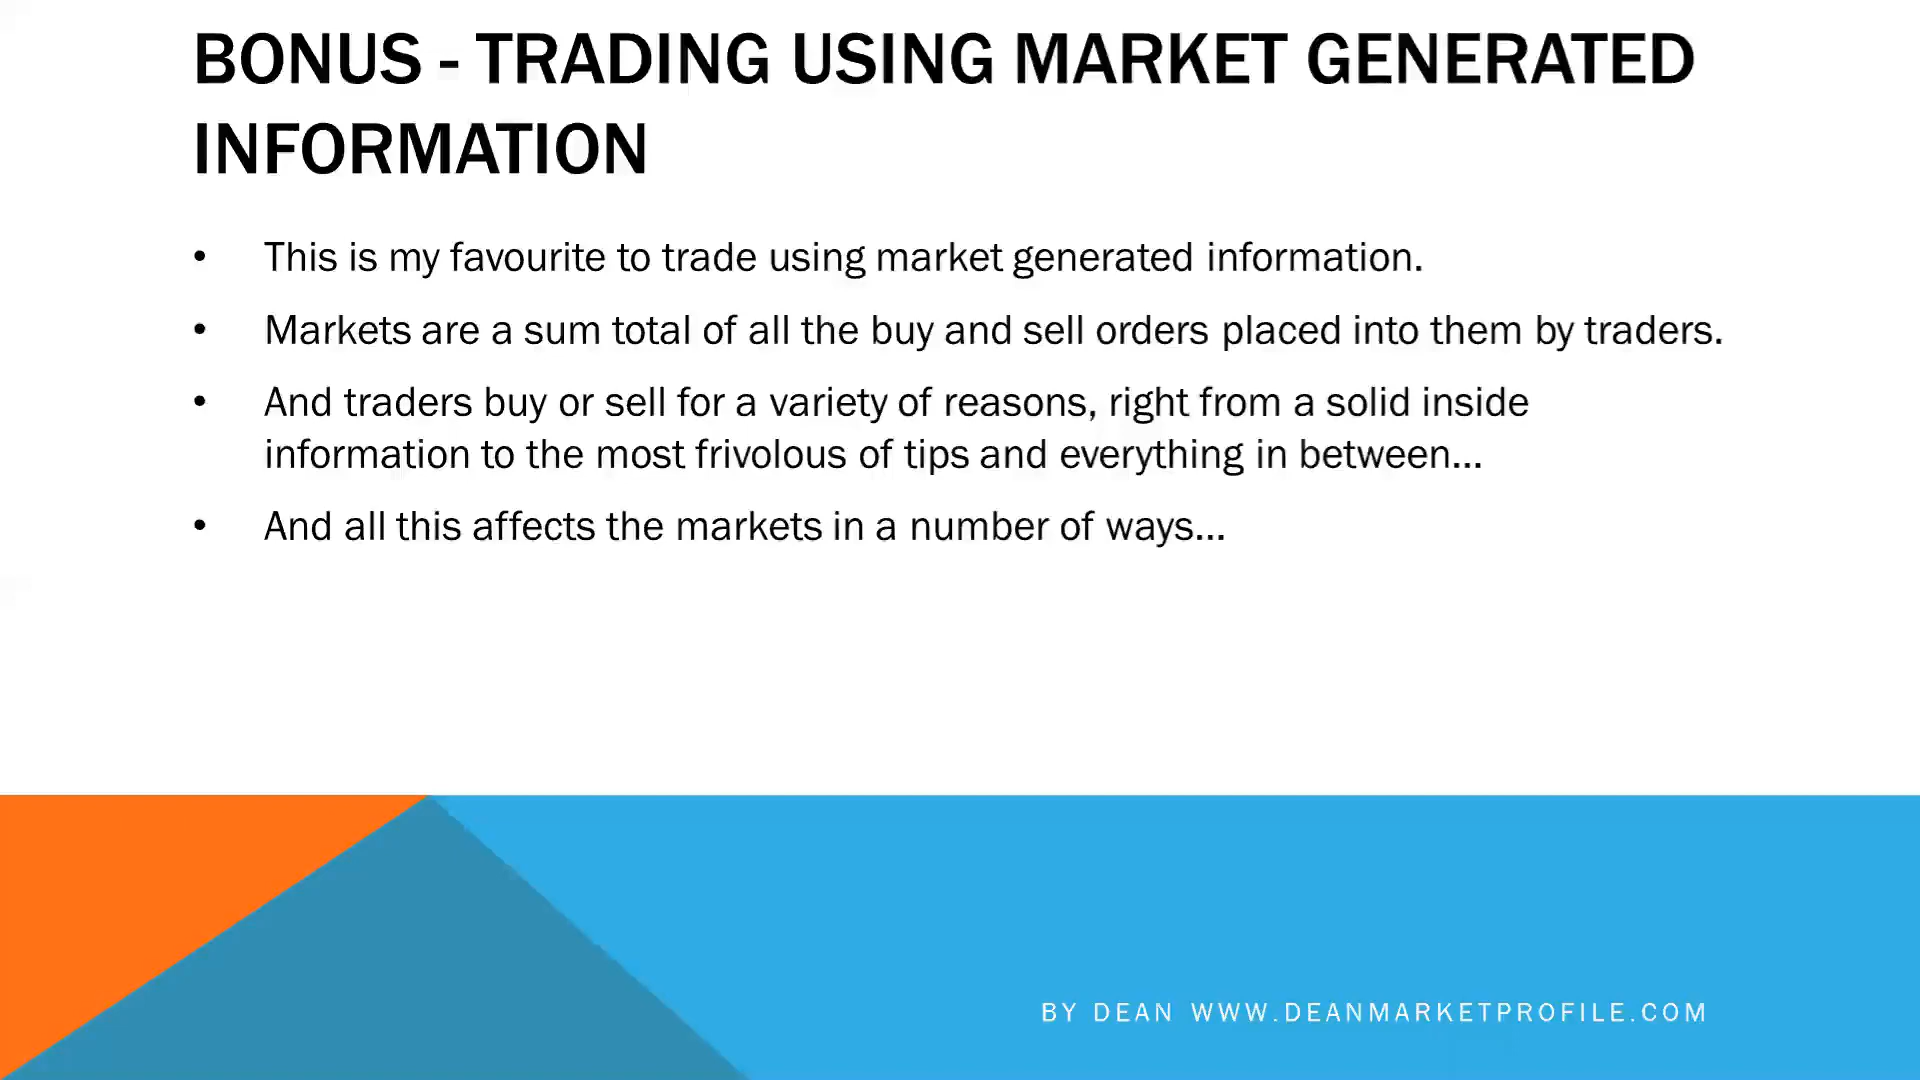 BONUS - TRADING USING MARKET GENERATED
INFORMATION
• This is my favourite to trade using market generated information.
• Markets are a sum total of all the buy and sell orders placed into them by traders.
• And traders buy or sell for a variety of reasons, right from a solid inside
information to the most frivolous of tips and everything in between...
• And all this affects the markets in a number of ways...
BY DEAN WWW.DEANMARKETPROFILE.COM